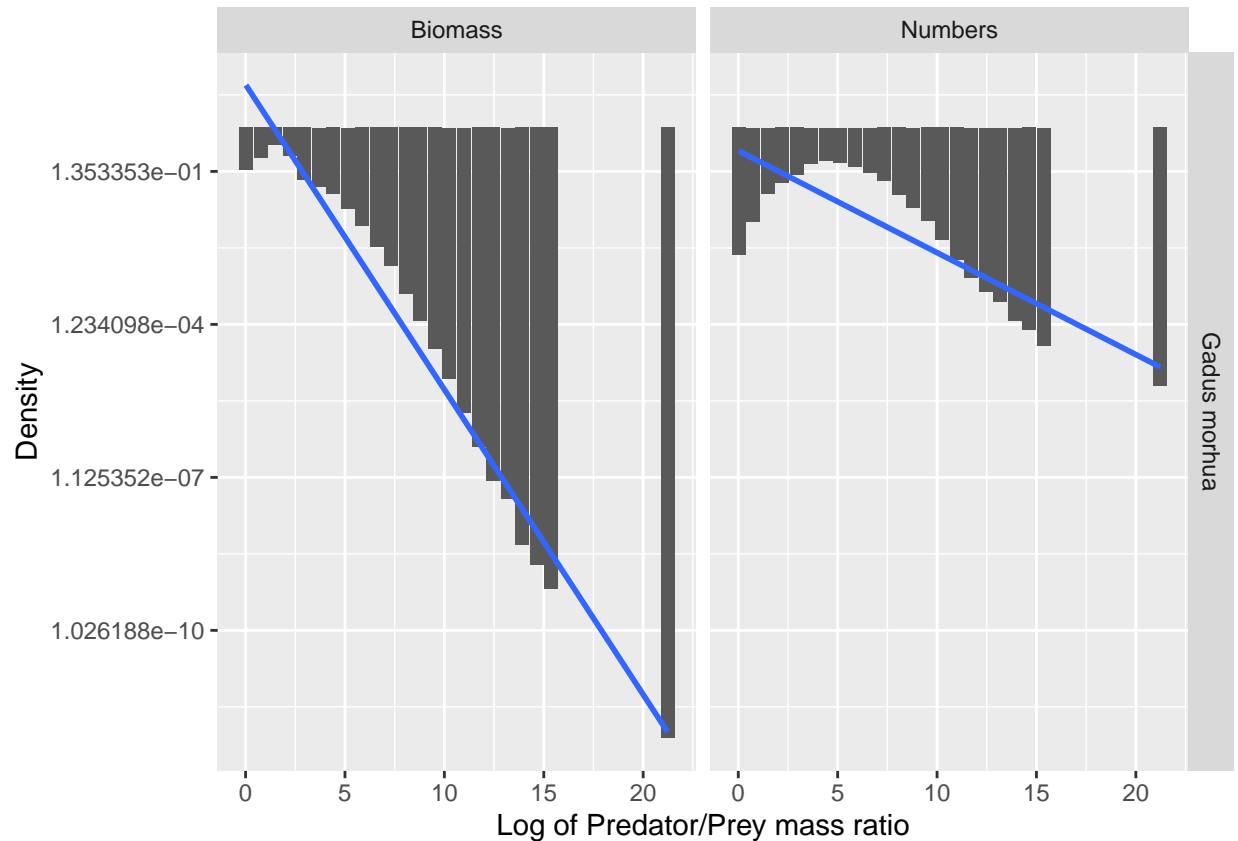 Biomass
Numbers
1.353353e−01
1.234098e−04
1.125352e−07
1.026188e−10
Density
Gadus morhua
0 5 10 15 20
0 5 10 15 20
Log of Predator/Prey mass ratio